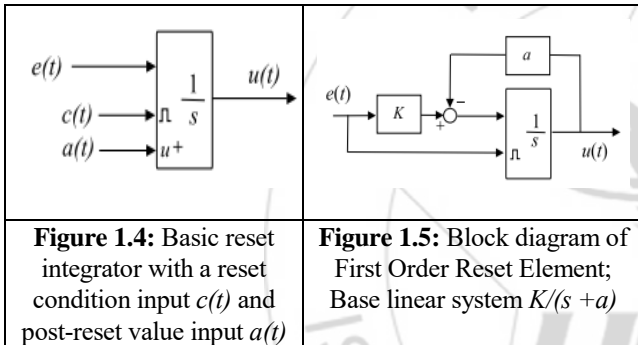 e(t)
c(t)
a(t)
1
s
u+
u(t)
e(t)
K
+
−
a
1
s
u(t)
Figure 1.4: Basic reset
integrator with a reset
condition input c(t) and
post-reset value input a(t)
Figure 1.5: Block diagram of
First Order Reset Element;
Base linear system K/(s +a)